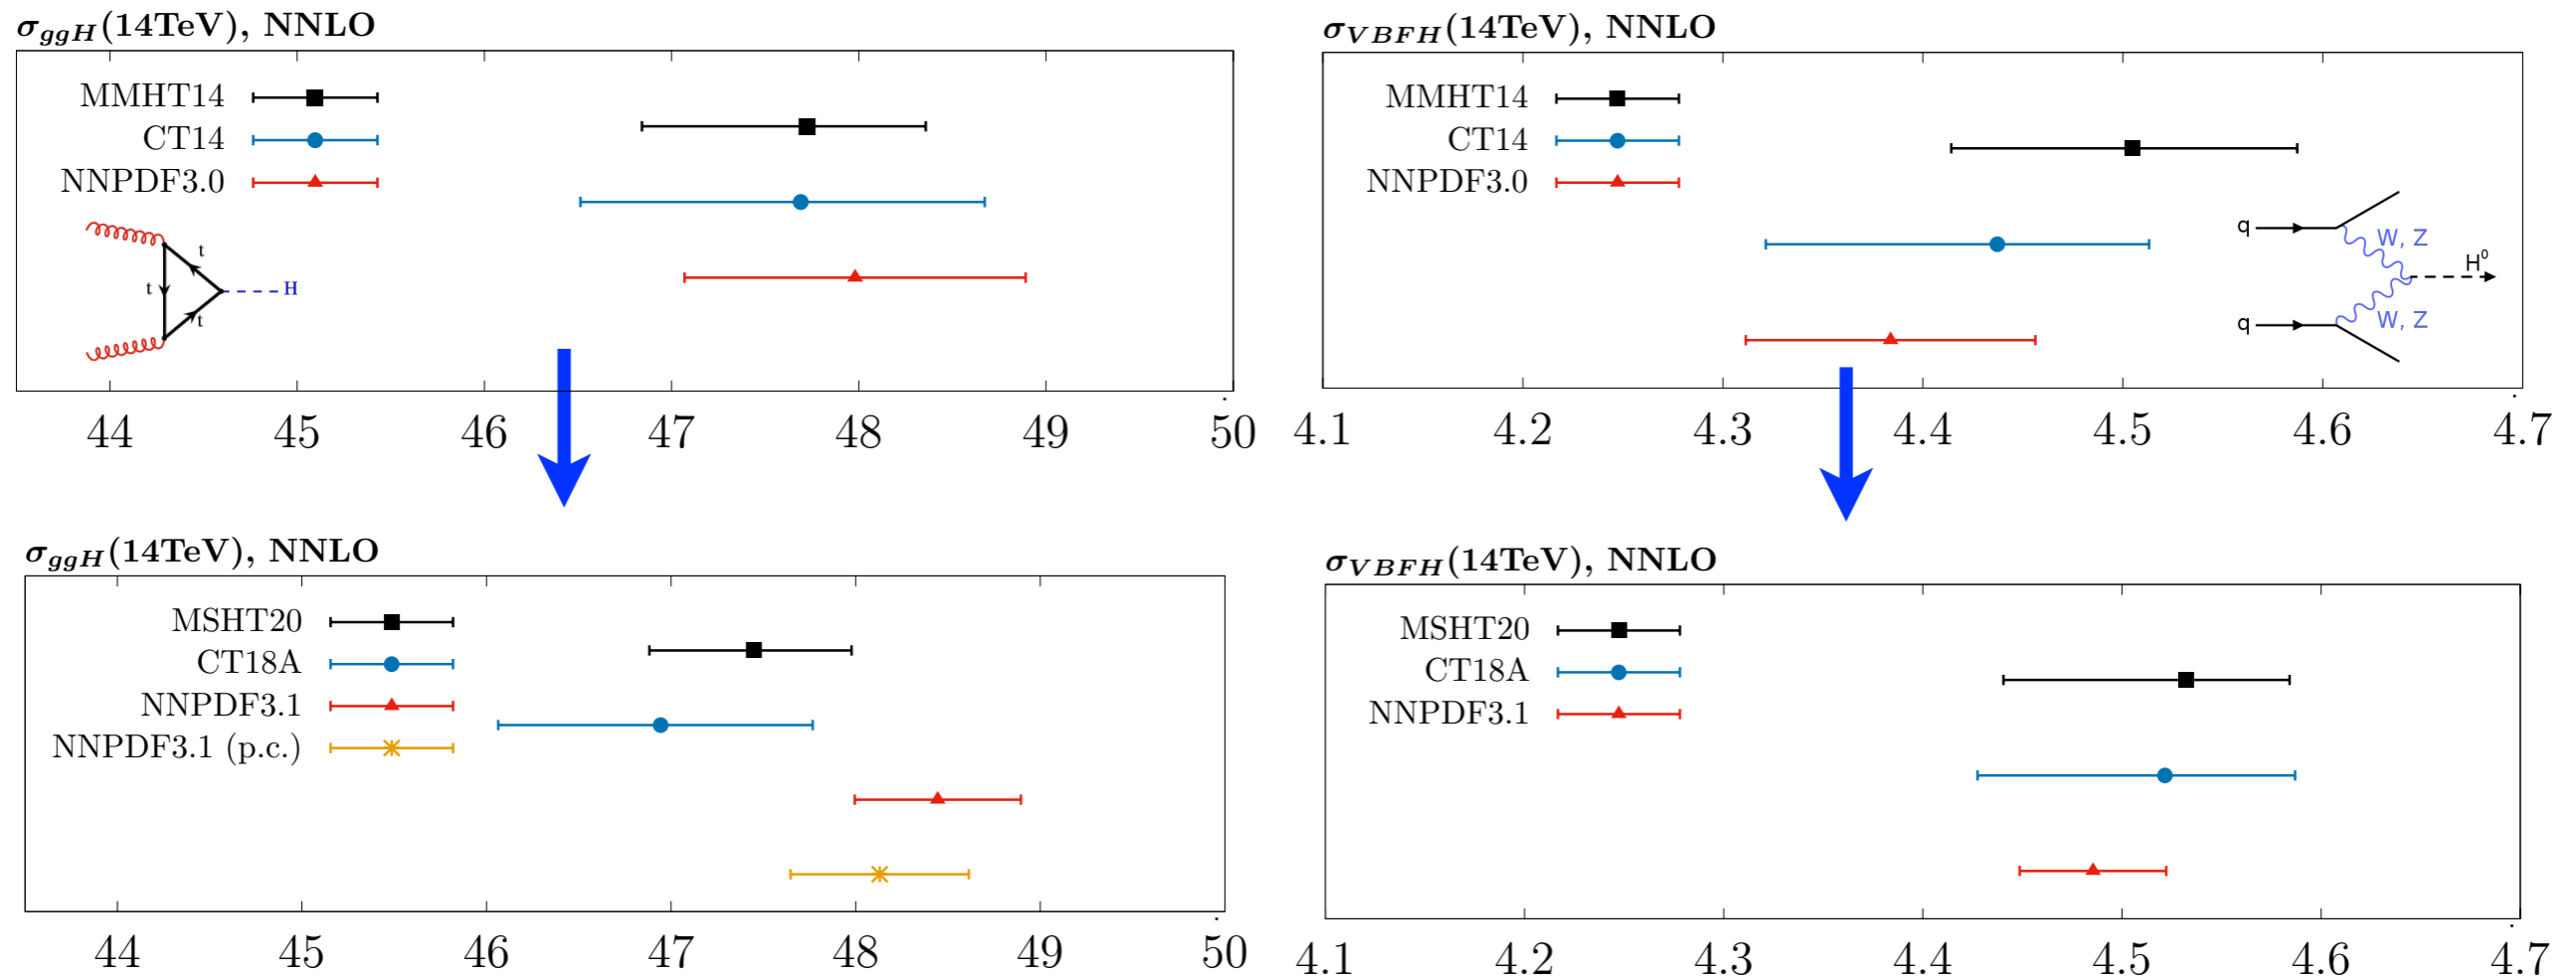 σggH(14TeV), NNLO
MMHT14
CT14
NNPDF3.0
t
t
H
t
44 45 46 47 48 49 50
σVBFH(14TeV), NNLO
MMHT14
CT14
NNPDF3.0
q
W, Z
H⁰
q
W, Z
4.1 4.2 4.3 4.4 4.5 4.6 4.7
σggH(14TeV), NNLO
MSHT20
CT18A
NNPDF3.1
NNPDF3.1 (p.c.)
44 45 46 47 48 49 50
σVBFH(14TeV), NNLO
MSHT20
CT18A
NNPDF3.1
4.1 4.2 4.3 4.4 4.5 4.6 4.7